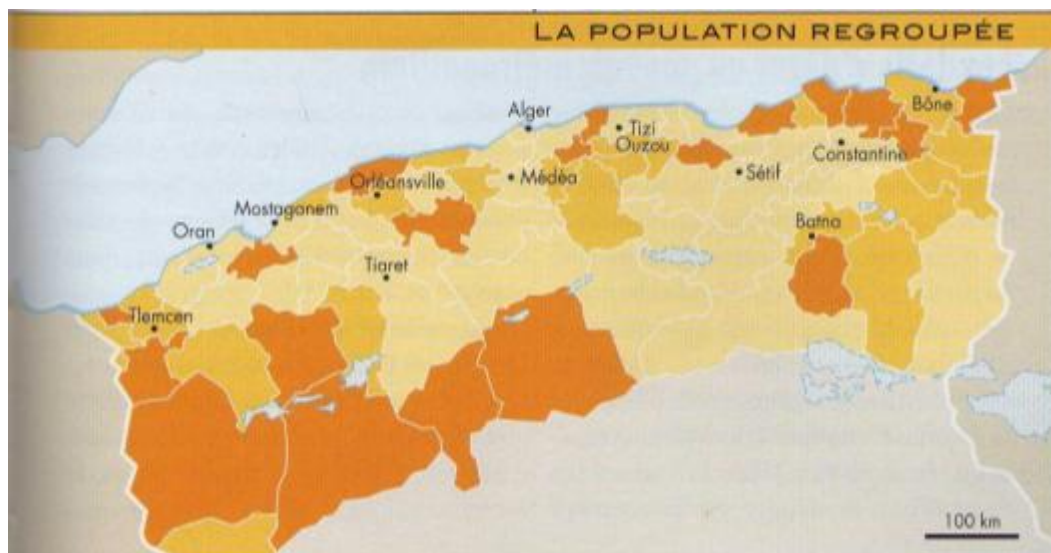 LA POPULATION REGROUPÉE
Alger
Bône
Tizi
Ouzou
Constantine
Orléansville
Médéa
Sétif
Mostaganem
Oran
Batna
Tiaret
Tlemcen
100 km